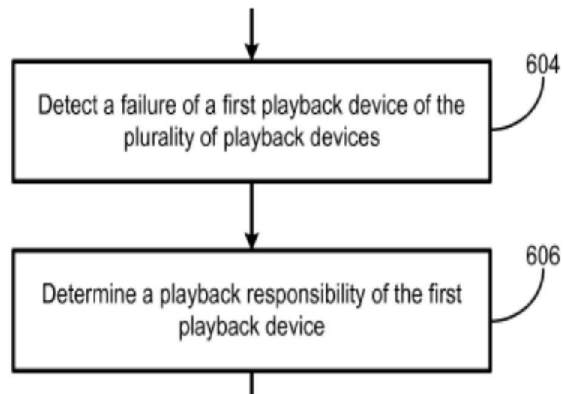 604
Detect a failure of a first playback device of the
plurality of playback devices
606
Determine a playback responsibility of the first
playback device